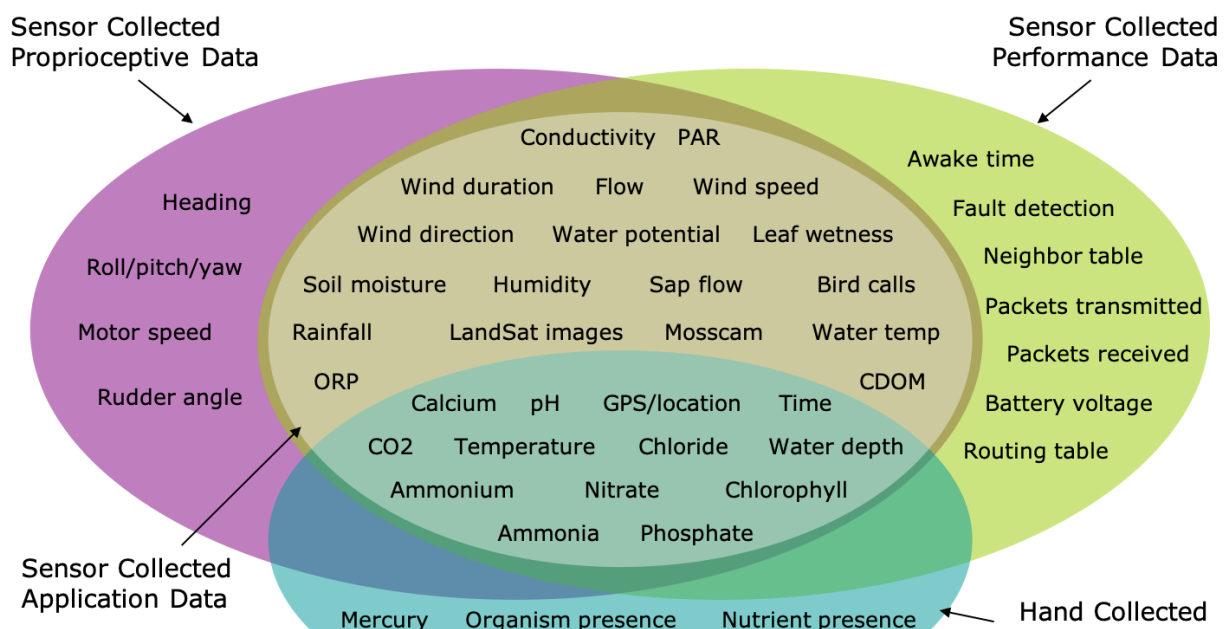 Sensor Collected
Proprioceptive Data
Sensor Collected
Performance Data
Conductivity PAR
Awake time
Wind duration Flow Wind speed
Heading
Fault detection
Wind direction Water potential Leaf wetness
Neighbor table
Roll/pitch/yaw
Soil moisture Humidity Sap flow Bird calls
Packets transmitted
Motor speed
Rainfall LandSat images Mosscam Water temp
Packets received
ORP CDOM
Rudder angle
Calcium pH GPS/location Time
Battery voltage
CO2 Temperature Chloride Water depth
Routing table
Ammonium Nitrate Chlorophyll
Ammonia Phosphate
Sensor Collected
Application Data
Hand Collected
Mercury Organism presence Nutrient presence